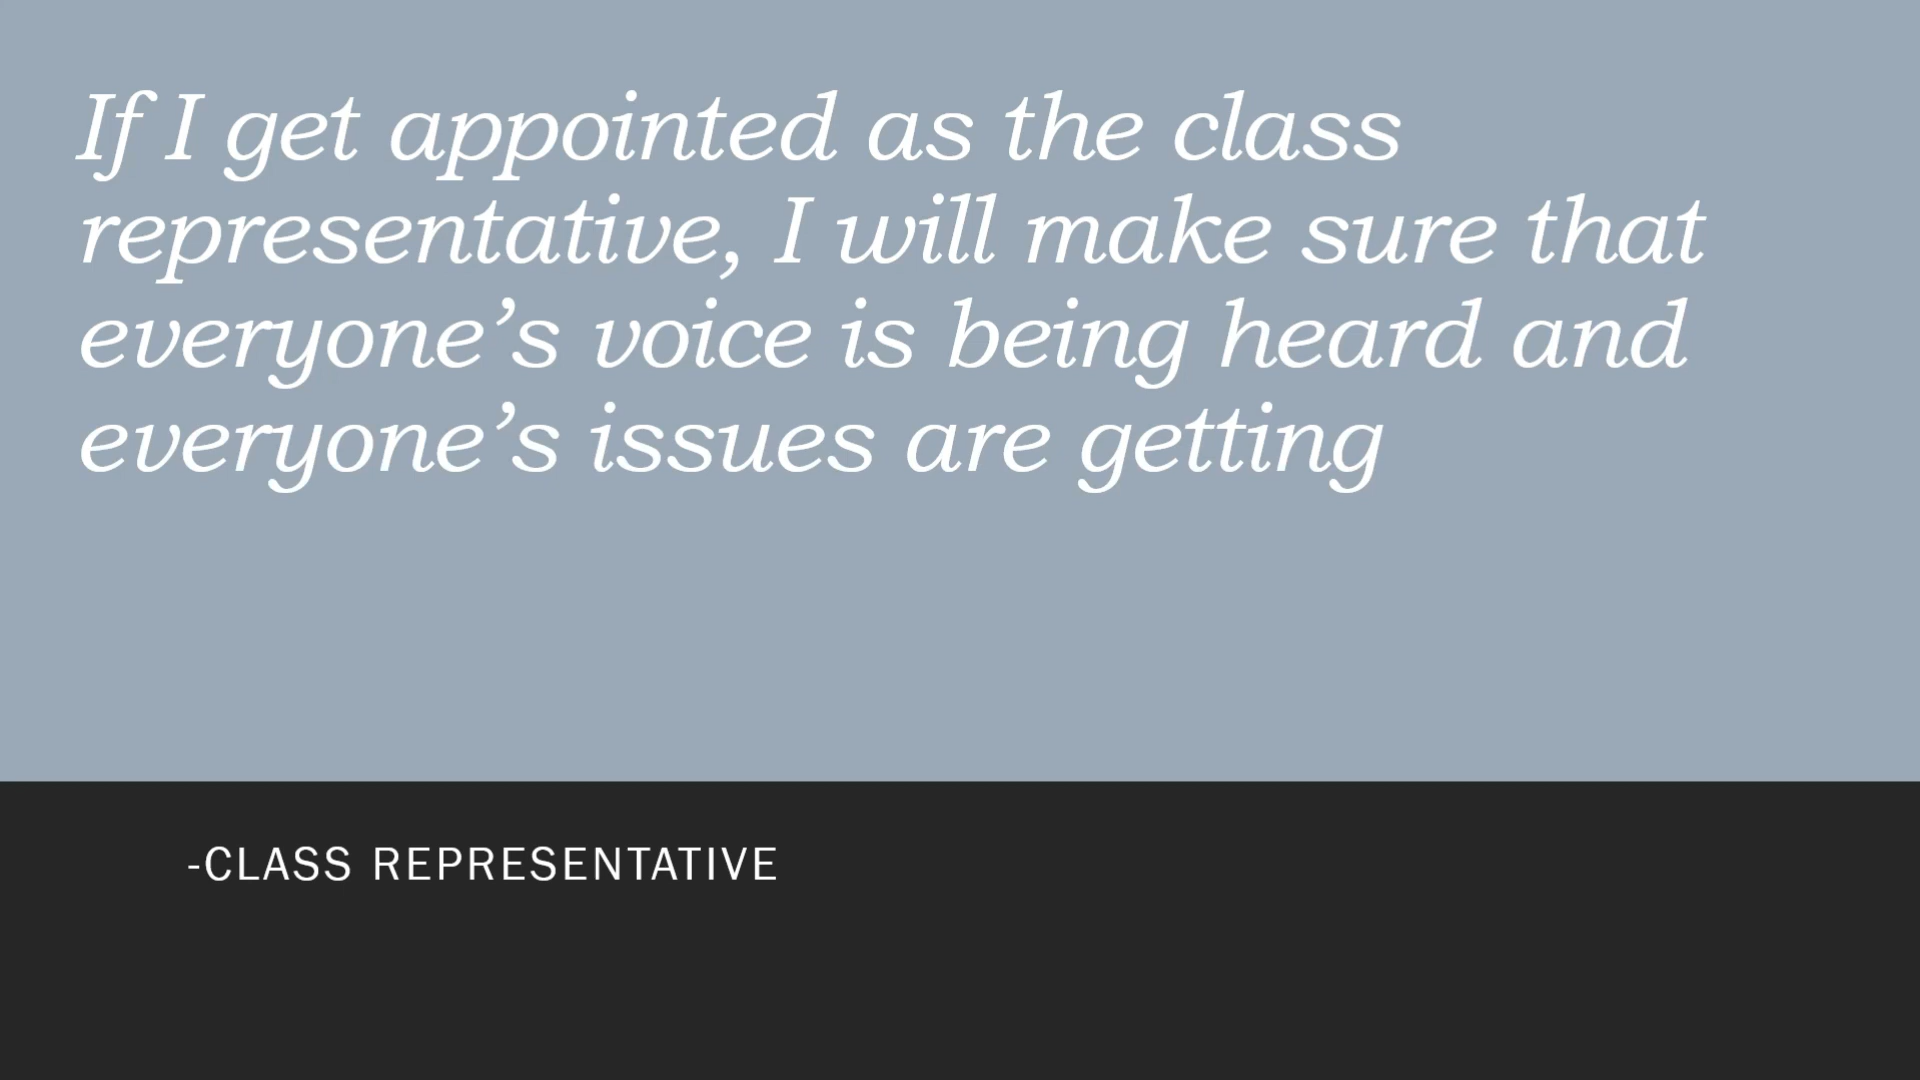 If I get appointed as the class
representative, I will make sure that
everyone’s voice is being heard and
everyone’s issues are getting
-CLASS REPRESENTATIVE